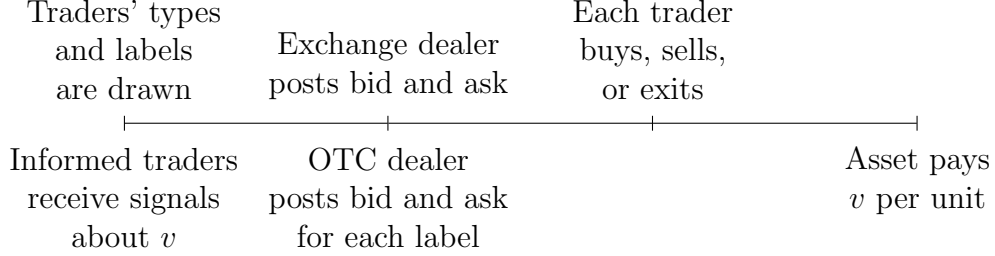 Traders' types
and labels
are drawn
Exchange dealer
posts bid and ask
Each trader
buys, sells,
or exits
Informed traders
receive signals
about v
OTC dealer
posts bid and ask
for each label
Asset pays
v per unit